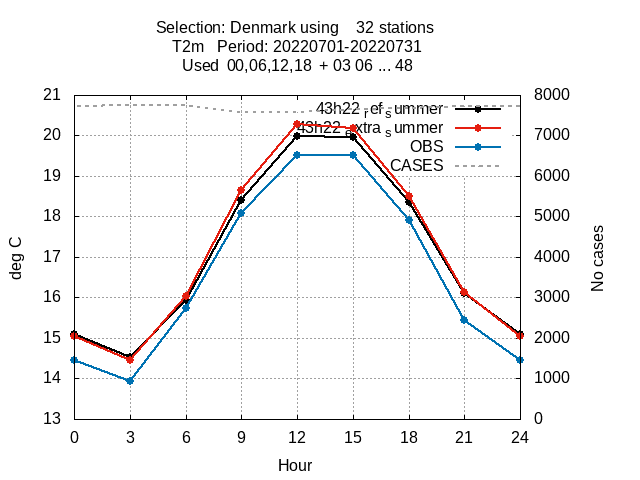 Selection: Denmark using    32 stations
T2m   Period: 20220701-20220731
Used  00,06,12,18  + 03 06 ... 48
21
20
19
18
17
16
15
14
13
8000
7000
6000
5000
4000
3000
2000
1000
0
43h22_ref_summer
43h22_extra_summer
OBS
CASES
deg C
No cases
0 3 6 9 12 15 18 21 24
Hour